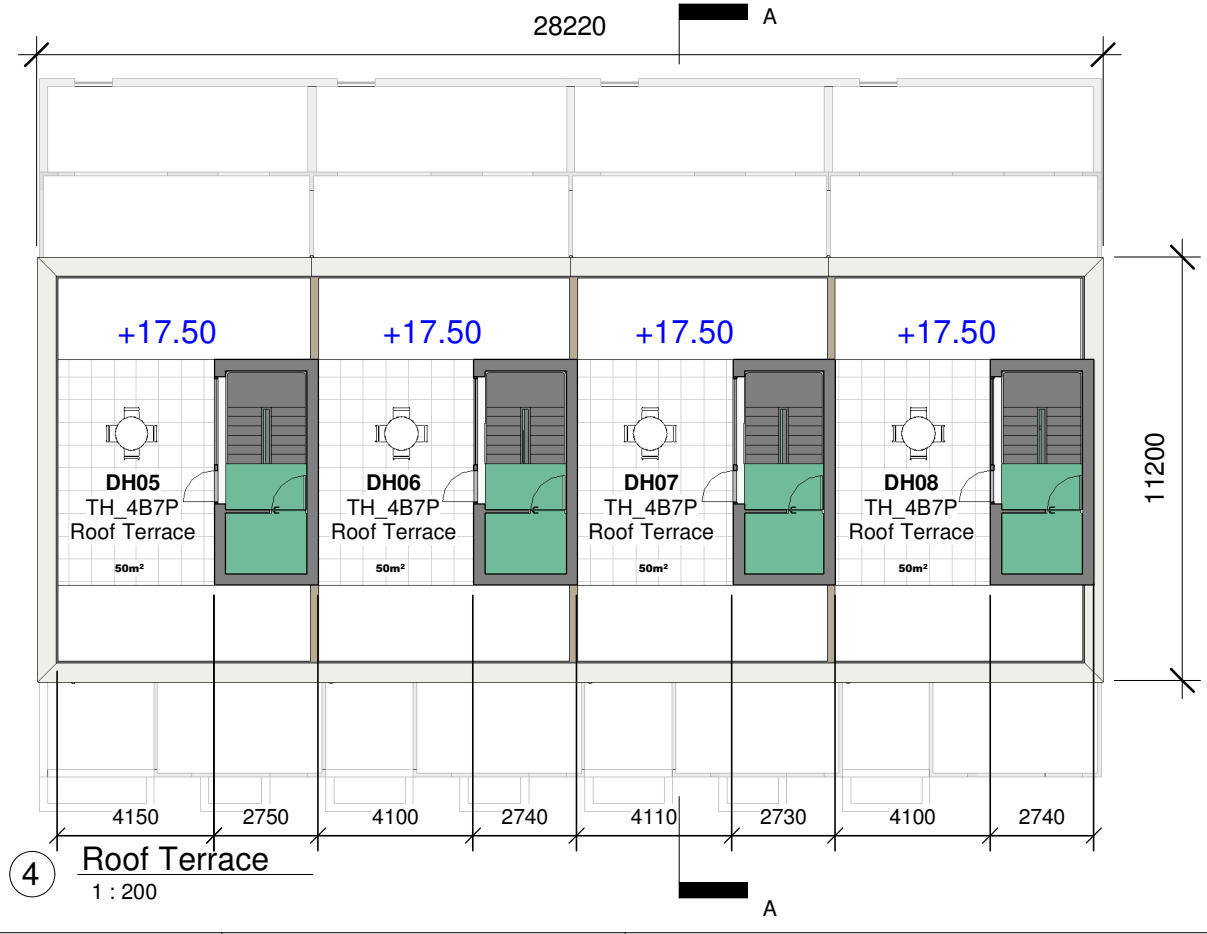 A
28220
+17.50
+17.50
+17.50
+17.50
DH05
TH_4B7P
Roof Terrace
50m²
DH06
TH_4B7P
Roof Terrace
50m²
DH07
TH_4B7P
Roof Terrace
50m²
DH08
TH_4B7P
Roof Terrace
50m²
11200
4150
2750
4100
2740
4110
2730
4100
2740
4
Roof Terrace
1 : 200
A